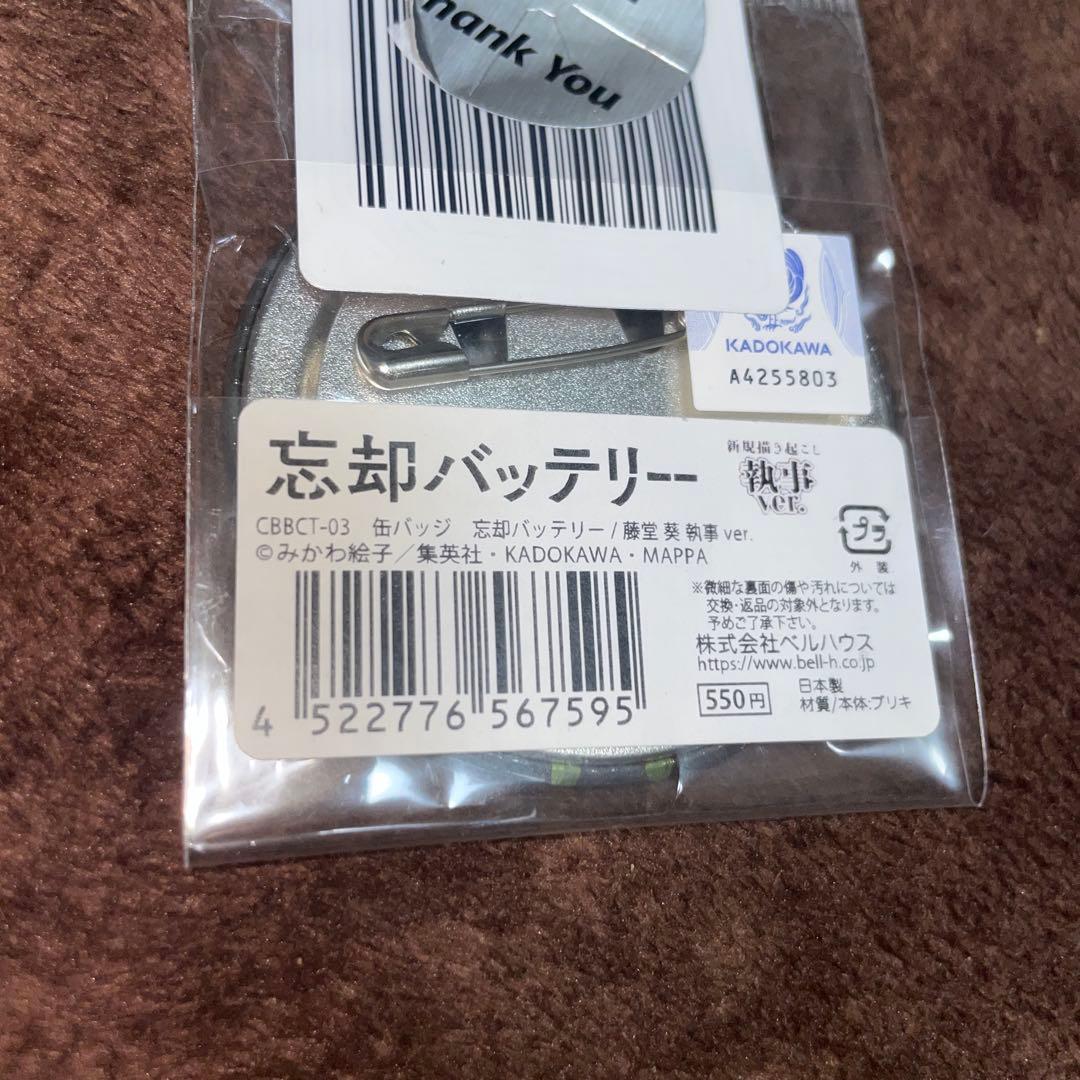 Thank You
KADOKAWA
A4255803
忘却バッテリー
新規描き起こし
執事
ver.
CBBCT-03 缶バッジ 忘却バッテリー/藤堂 葵 執事 ver.
©みかわ絵子/集英社・KADOKAWA・MAPPA
プラ
外装
※微細な裏面の傷や汚れについては
交換・返品の対象外となります。
予めご了承下さい。
株式会社ベルハウス
https://www.bell-h.co.jp
550円
日本製
材質/本体:ブリキ
4 522776 567595